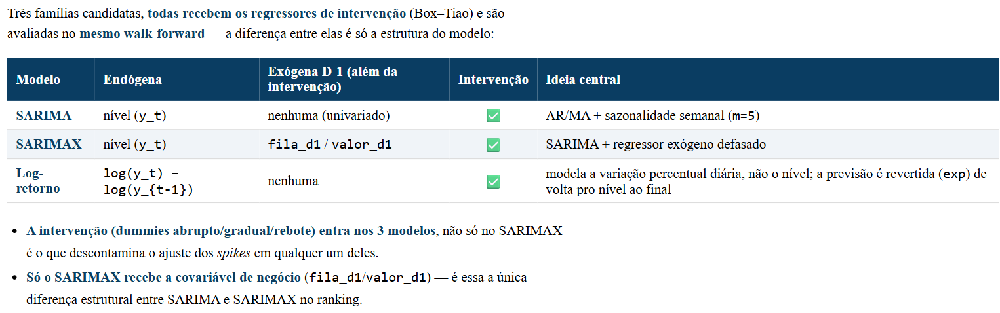 Três famílias candidatas, todas recebem os regressores de intervenção (Box–Tiao) e são
avaliadas no mesmo walk-forward — a diferença entre elas é só a estrutura do modelo:
Modelo Endógena Exógena D-1 (além da intervenção) Intervenção Ideia central
SARIMA nível (y_t) nenhuma (univariado) ✅ AR/MA + sazonalidade semanal (m=5)
SARIMAX nível (y_t) fila_d1 / valor_d1 ✅ SARIMA + regressor exógeno defasado
Log-retorno log(y_t) − log(y_{t-1}) nenhuma ✅ modela a variação percentual diária, não o nível; a previsão é revertida (exp) de volta pro nível ao final
• A intervenção (dummies abrupto/gradual/rebote) entra nos 3 modelos, não só no SARIMAX —
é o que descontamina o ajuste dos spikes em qualquer um deles.
• Só o SARIMAX recebe a covariável de negócio (fila_d1/valor_d1) — é essa a única
diferença estrutural entre SARIMA e SARIMAX no ranking.